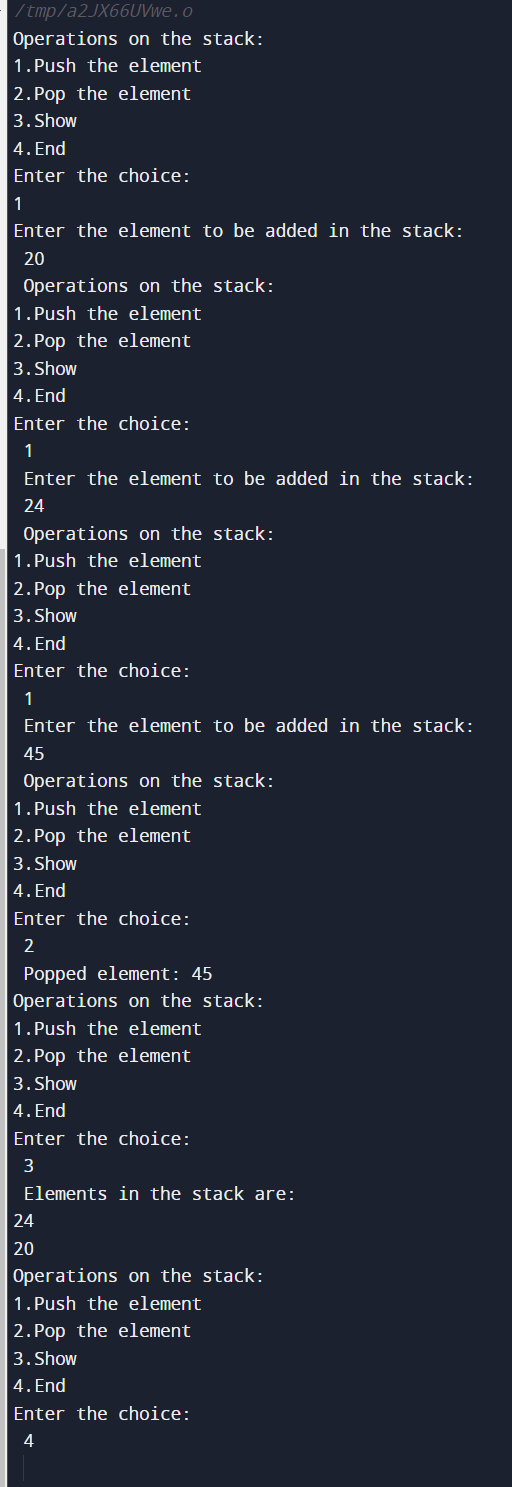 /tmp/a2JX66UVwe.o
Operations on the stack:
1.Push the element
2.Pop the element
3.Show
4.End
Enter the choice:
1
Enter the element to be added in the stack:
20
Operations on the stack:
1.Push the element
2.Pop the element
3.Show
4.End
Enter the choice:
1
Enter the element to be added in the stack:
24
Operations on the stack:
1.Push the element
2.Pop the element
3.Show
4.End
Enter the choice:
1
Enter the element to be added in the stack:
45
Operations on the stack:
1.Push the element
2.Pop the element
3.Show
4.End
Enter the choice:
2
Popped element: 45
Operations on the stack:
1.Push the element
2.Pop the element
3.Show
4.End
Enter the choice:
3
Elements in the stack are:
24
20
Operations on the stack:
1.Push the element
2.Pop the element
3.Show
4.End
Enter the choice:
4